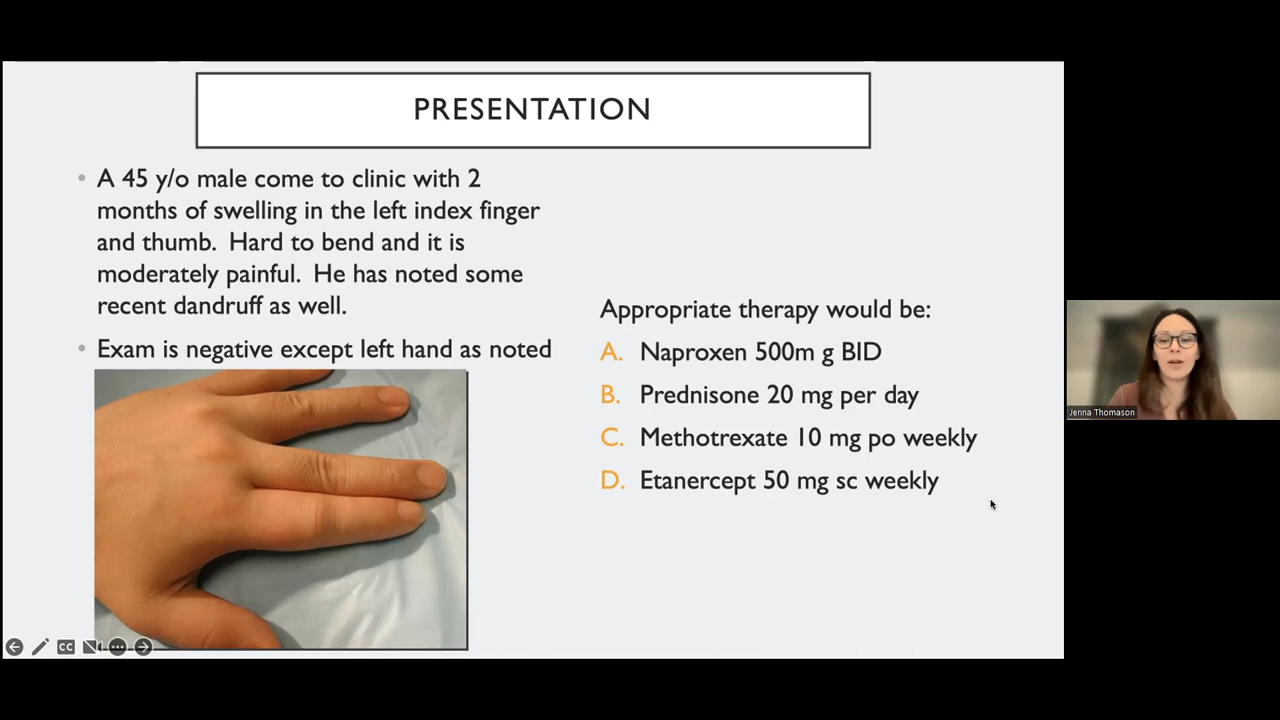 PRESENTATION
• A 45 y/o male come to clinic with 2
months of swelling in the left index finger
and thumb. Hard to bend and it is
moderately painful. He has noted some
recent dandruff as well.
• Exam is negative except left hand as noted
Appropriate therapy would be:
A. Naproxen 500m g BID
B. Prednisone 20 mg per day
C. Methotrexate 10 mg po weekly
D. Etanercept 50 mg sc weekly
CC
Jenna Thomason